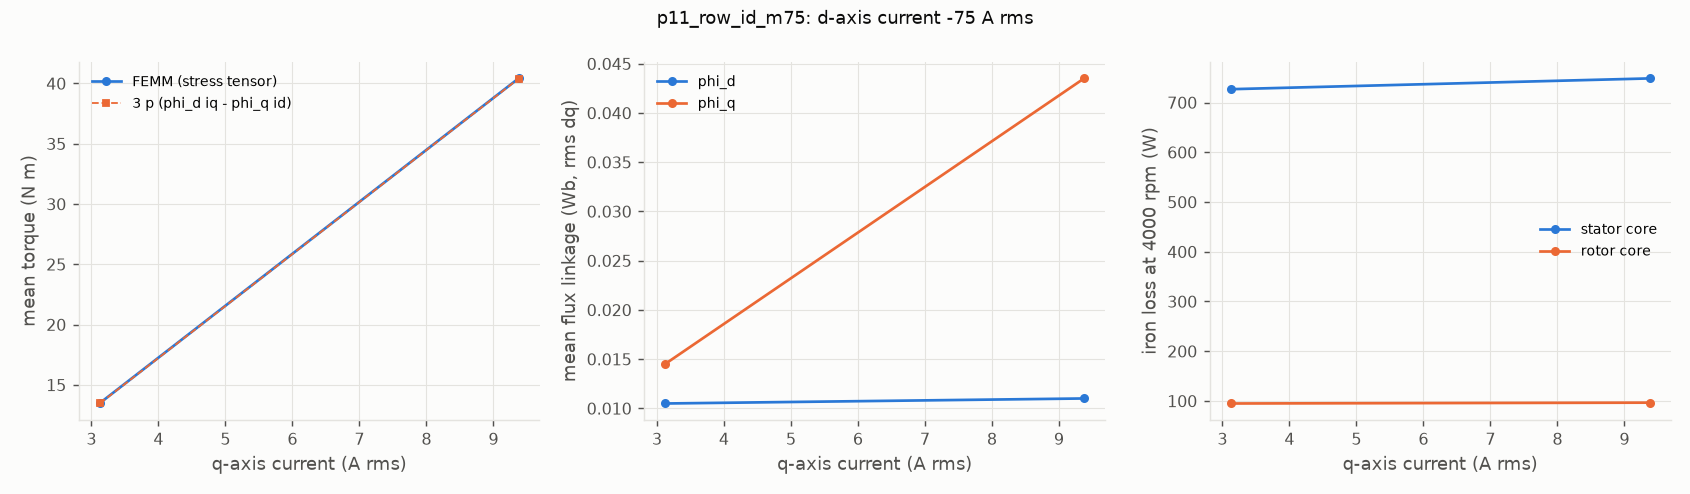 p11_row_id_m75: d-axis current -75 A rms
mean torque (N m)
40
35
30
25
20
15
3 4 5 6 7 8 9
q-axis current (A rms)
FEMM (stress tensor)
3 p (phi_d iq - phi_q id)
mean flux linkage (Wb, rms dq)
0.045
0.040
0.035
0.030
0.025
0.020
0.015
0.010
3 4 5 6 7 8 9
q-axis current (A rms)
phi_d
phi_q
iron loss at 4000 rpm (W)
700
600
500
400
300
200
100
3 4 5 6 7 8 9
q-axis current (A rms)
stator core
rotor core